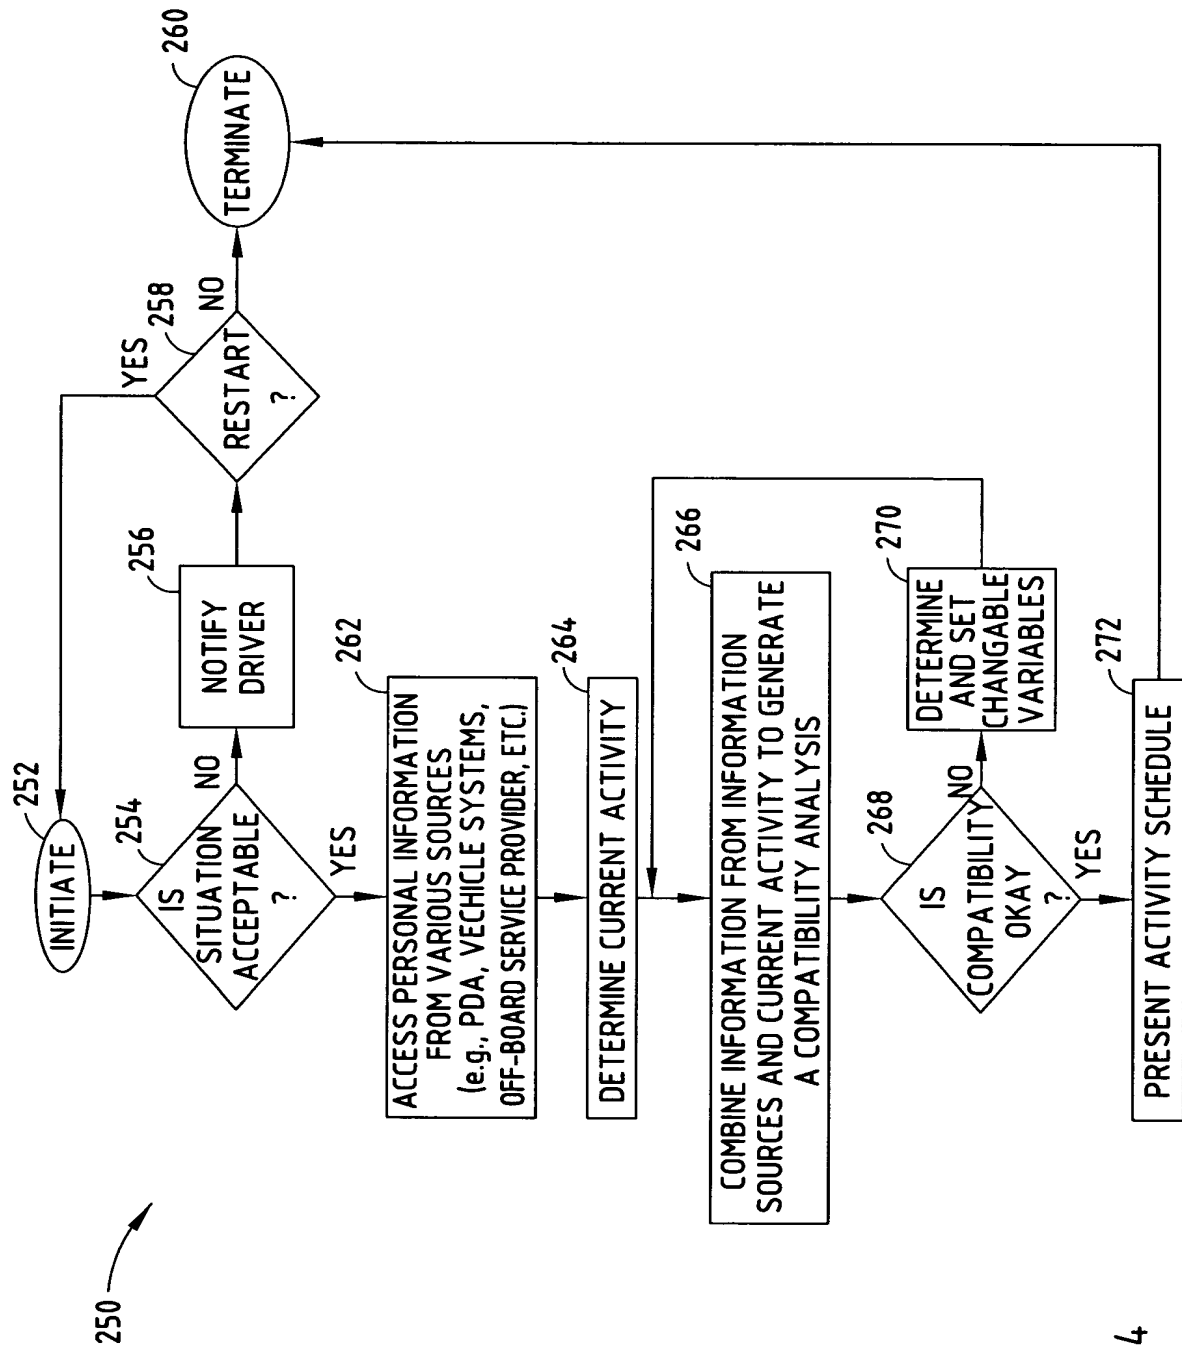 250
INITIATE
252
IS
SITUATION
ACCEPTABLE
?
254
NO
YES
NOTIFY
DRIVER
256
RESTART
?
258
YES
NO
TERMINATE
260
ACCESS PERSONAL INFORMATION
FROM VARIOUS SOURCES
(e.g., PDA, VECHICLE SYSTEMS,
OFF-BOARD SERVICE PROVIDER, ETC.)
262
DETERMINE CURRENT ACTIVITY
264
COMBINE INFORMATION FROM INFORMATION
SOURCES AND CURRENT ACTIVITY TO GENERATE
A COMPATIBILITY ANALYSIS
266
IS
COMPATIBILITY
OKAY
?
268
NO
YES
DETERMINE
AND SET
CHANGABLE
VARIABLES
270
PRESENT ACTIVITY SCHEDULE
272
4